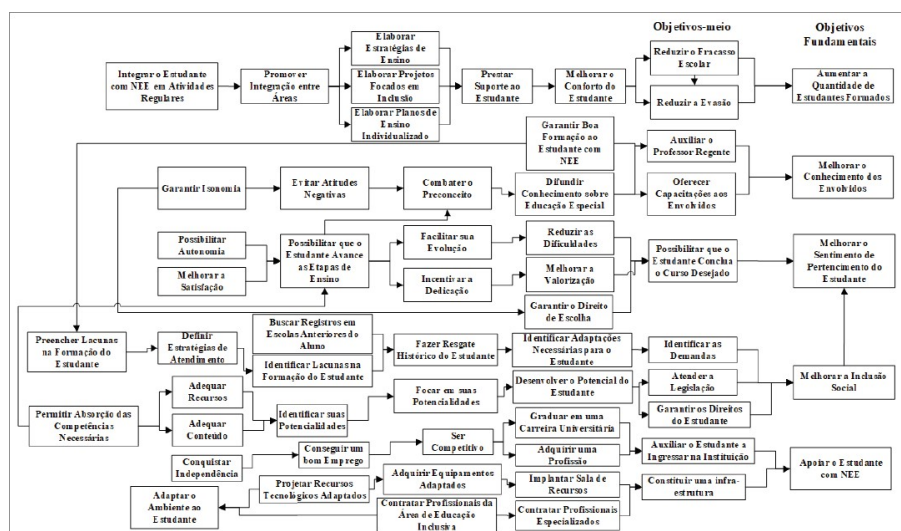 Objetivos-meio
Objetivos
Fundamentais
Integrar o Estudante
com NEE em Atividades
Regulares
Promover
Integração entre
Áreas
Elaborar
Estratégias de
Ensino
Elaborar Projetos
Focados em
Inclusão
Elaborar Planos de
Ensino
Individualizado
Prestar
Suporte ao
Estudante
Melhorar o
Conforto do
Estudante
Reduzir o Fracasso
Escolar
Reduzir a Evasão
Aumentar a
Quantidade de
Estudantes Formados
Garantir Boa
Formação ao
Estudante com
NEE
Auxiliar o
Professor Regente
Garantir Isonomia
Evitar Atitudes
Negativas
Combater o
Preconceito
Difundir
Conhecimento sobre
Educação Especial
Oferecer
Capacitações aos
Envolvidos
Melhorar o
Conhecimento dos
Envolvidos
Possibilitar
Autonomia
Melhorar a
Satisfação
Possibilitar que o
Estudante Avance
as Etapas de
Ensino
Facilitar sua
Evolução
Incentivar a
Dedicação
Reduzir as
Dificuldades
Melhorar a
Valorização
Garantir o Direito
de Escolha
Possibilitar que o
Estudante Conclua
o Curso Desejado
Melhorar o
Sentimento de
Pertencimento do
Estudante
Preencher Lacunas
na Formação do
Estudante
Definir
Estratégias de
Atendimento
Buscar Registros em
Escolas Anteriores do
Aluno
Identificar Lacunas na
Formação do Estudante
Fazer Resgate
Histórico do Estudante
Identificar Adaptações
Necessárias para o
Estudante
Identificar as
Demandas
Permitir Absorção das
Competências
Necessárias
Adequar
Recursos
Adequar
Conteúdo
Identificar suas
Potencialidades
Focar em suas
Potencialidades
Desenvolver o Potencial do
Estudante
Atender a
Legislação
Garantir os Direitos
do Estudante
Melhorar a Inclusão
Social
Conquistar
Independência
Conseguir um
bom Emprego
Ser
Competitivo
Graduar em uma
Carreira Universitária
Adquirir uma
Profissão
Auxiliar o Estudante a
Ingressar na Instituição
Apoiar o Estudante
com NEE
Adaptar o
Ambiente ao
Estudante
Projetar Recursos
Tecnológicos Adaptados
Adquirir Equipamentos
Adaptados
Implantar Sala de
Recursos
Constituir uma infra-
estrutura
Contratar Profissionais da
Área de Educação
Inclusiva
Contratar Profissionais
Especializados